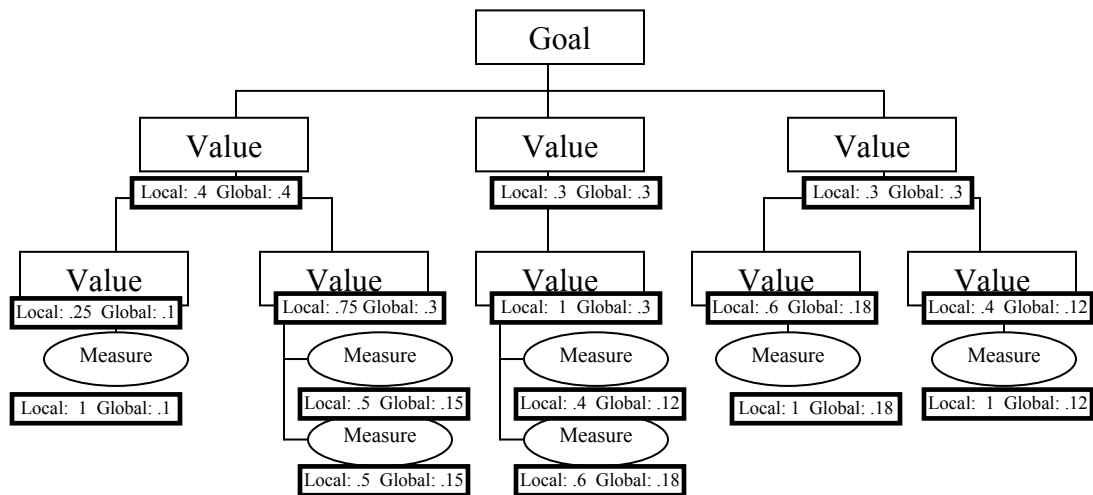 Goal
Value
Value
Value
Local: .4 Global: .4
Local: .3 Global: .3
Local: .3 Global: .3
Value
Value
Value
Value
Value
Local: .25 Global: .1
Local: .75 Global: .3
Local: 1 Global: .3
Local: .6 Global: .18
Local: .4 Global: .12
Measure
Measure
Measure
Measure
Measure
Local: 1 Global: .1
Local: .5 Global: .15
Local: .4 Global: .12
Local: 1 Global: .18
Local: 1 Global: .12
Measure
Measure
Local: .5 Global: .15
Local: .6 Global: .18